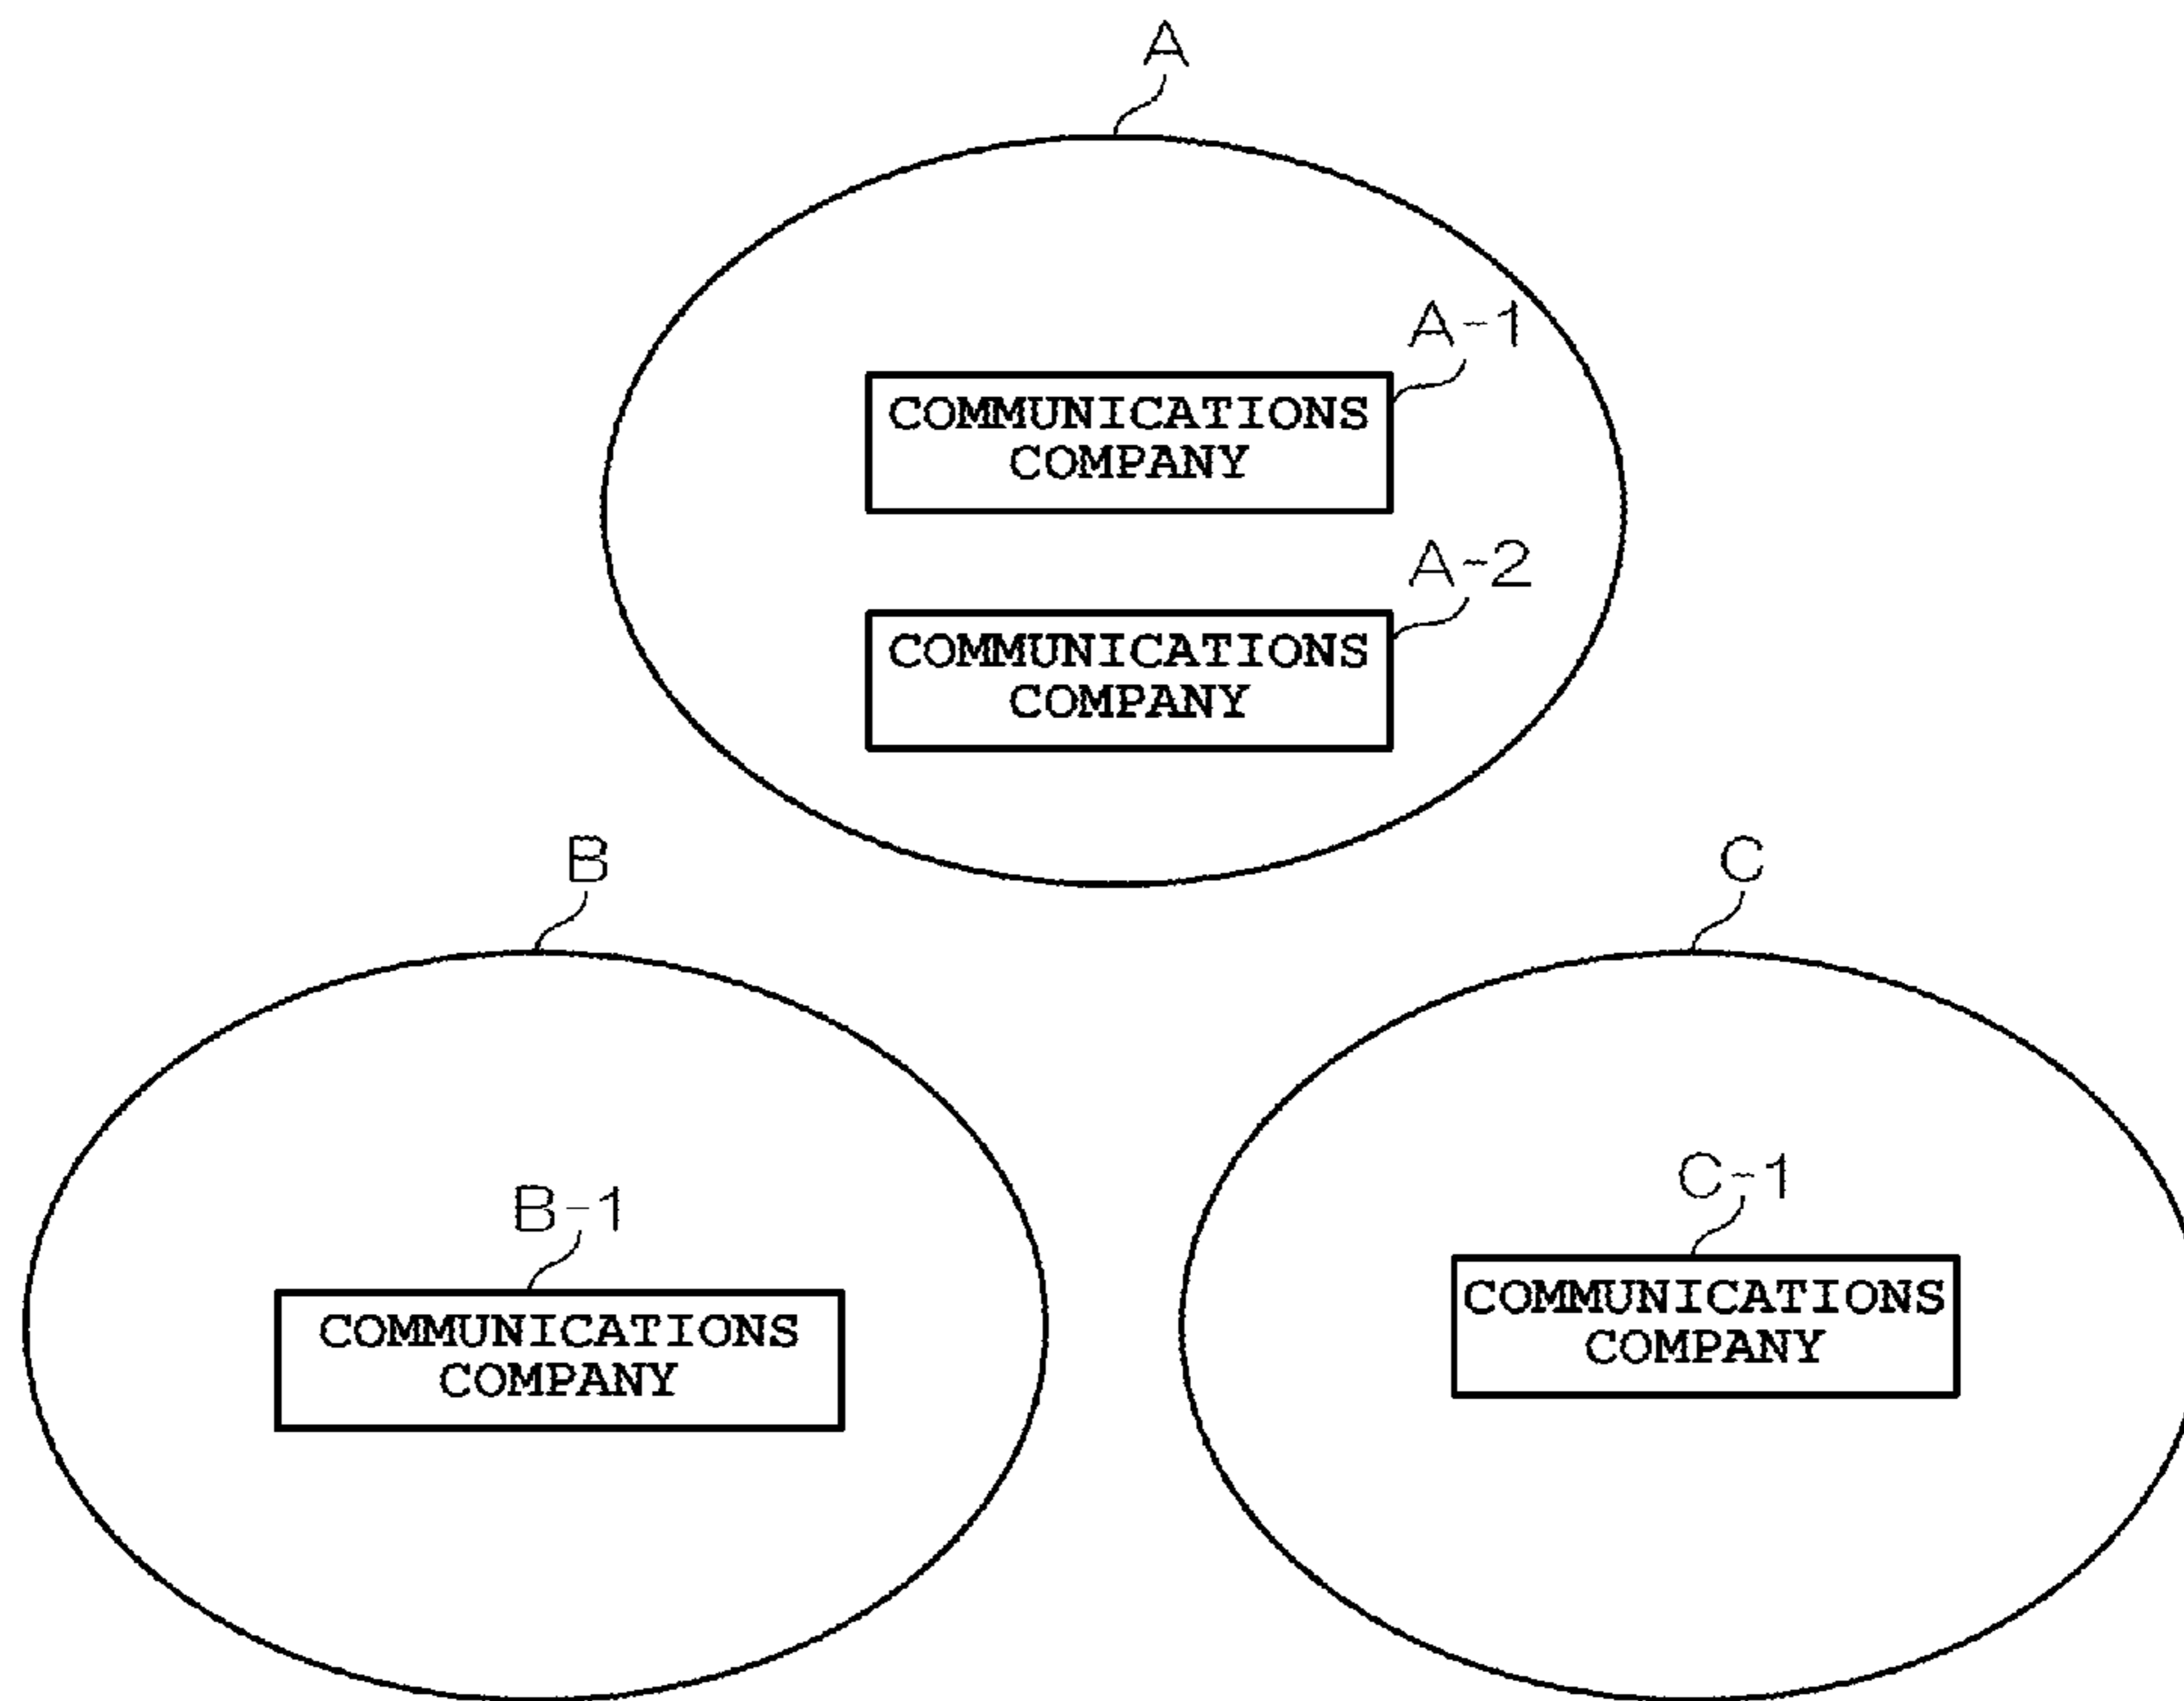 A
A-1
COMMUNICATIONS
COMPANY
A-2
COMMUNICATIONS
COMPANY
B
C
B-1
COMMUNICATIONS
COMPANY
C-1
COMMUNICATIONS
COMPANY